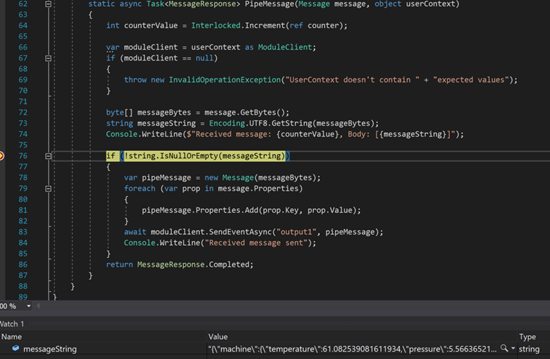 62 static async Task<MessageResponse> PipeMessage(Message message, object userContext)
63 {
64 int counterValue = Interlocked.Increment(ref counter);
65
66 var moduleClient = userContext as ModuleClient;
67 if (moduleClient == null)
68 {
69 throw new InvalidOperationException("UserContext doesn't contain " + "expected values");
70 }
71
72 byte[] messageBytes = message.GetBytes();
73 string messageString = Encoding.UTF8.GetString(messageBytes);
74 Console.WriteLine($"Received message: {counterValue}, Body: [{messageString}]");
75
76 if (!string.IsNullOrEmpty(messageString))
77 {
78 var pipeMessage = new Message(messageBytes);
79 foreach (var prop in message.Properties)
80 {
81 pipeMessage.Properties.Add(prop.Key, prop.Value);
82 }
83 await moduleClient.SendEventAsync("output1", pipeMessage);
84 Console.WriteLine("Received message sent");
85 }
86 return MessageResponse.Completed;
87 }
88 }
89 }
00 %
Watch 1
Name Value Type
messageString "{\"machine\":{\"temperature\":61.082539081611934,\"pressure\":5.56636521... string